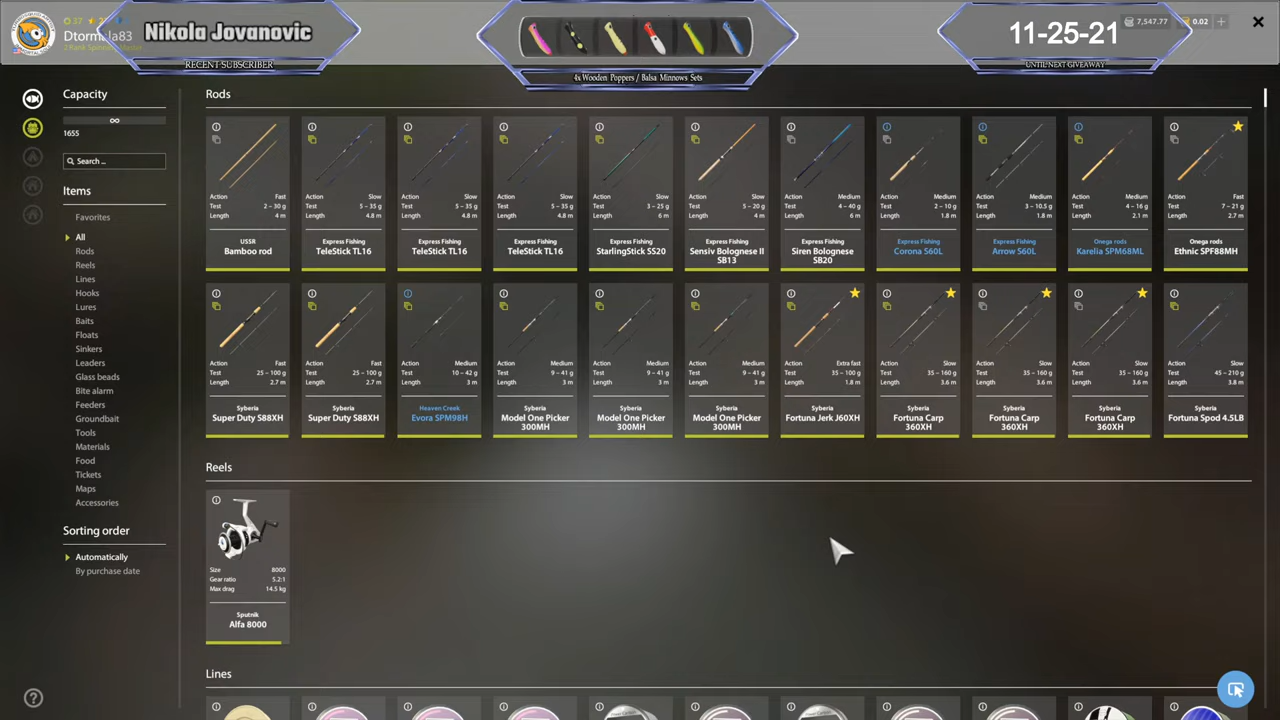 37
Dtormula83
Nikola Jovanovic
RECENT SUBSCRIBER
4x Wooden Poppers / Balsa Minnows Sets
11-25-21
UNTIL NEXT GIVEAWAY
7,547.77
0.02
Capacity
∞
1655
Search ...
Items
Favorites
All
Rods
Reels
Lines
Hooks
Lures
Baits
Floats
Sinkers
Leaders
Glass beads
Bite alarm
Feeders
Groundbait
Tools
Materials
Food
Tickets
Maps
Accessories
Sorting order
Automatically
By purchase date
Rods
Action Fast
Test 2 – 30 g
Length 4 m
USSR
Bamboo rod
Action Slow
Test 5 – 35 g
Length 4.8 m
Express Fishing
TeleStick TL16
Action Slow
Test 5 – 35 g
Length 4.8 m
Express Fishing
TeleStick TL16
Action Slow
Test 5 – 35 g
Length 4.8 m
Express Fishing
TeleStick TL16
Action Slow
Test 3 – 25 g
Length 6 m
Express Fishing
StarlingStick SS20
Action Slow
Test 5 – 20 g
Length 4 m
Express Fishing
Sensiv Bolognese II
SB13
Action Medium
Test 4 – 40 g
Length 6 m
Express Fishing
Siren Bolognese
SB20
Action Medium
Test 2 – 10 g
Length 1.8 m
Express Fishing
Corona S60L
Action Medium
Test 3 – 10.5 g
Length 1.8 m
Express Fishing
Arrow S60L
Action Medium
Test 4 – 16 g
Length 2.1 m
Onega rods
Karelia SPM68ML
Action Fast
Test 7 – 21 g
Length 2.7 m
Onega rods
Ethnic SPF88MH
Action Fast
Test 25 – 100 g
Length 2.7 m
Syberia
Super Duty S88XH
Action Fast
Test 25 – 100 g
Length 2.7 m
Syberia
Super Duty S88XH
Action Medium
Test 10 – 42 g
Length 3 m
Heaven Creek
Evora SPM98H
Action Medium
Test 9 – 41 g
Length 3 m
Syberia
Model One Picker
300MH
Action Medium
Test 9 – 41 g
Length 3 m
Syberia
Model One Picker
300MH
Action Medium
Test 9 – 41 g
Length 3 m
Syberia
Model One Picker
300MH
Action Extra fast
Test 35 – 100 g
Length 1.8 m
Syberia
Fortuna Jerk J60XH
Action Slow
Test 35 – 160 g
Length 3.6 m
Syberia
Fortuna Carp
360XH
Action Slow
Test 35 – 160 g
Length 3.6 m
Syberia
Fortuna Carp
360XH
Action Slow
Test 35 – 160 g
Length 3.6 m
Syberia
Fortuna Carp
360XH
Action Slow
Test 45 – 210 g
Length 3.8 m
Syberia
Fortuna Spod 4.5LB
Reels
Size 8000
Gear ratio 5.2:1
Max drag 14.5 kg
Sputnik
Alfa 8000
Lines